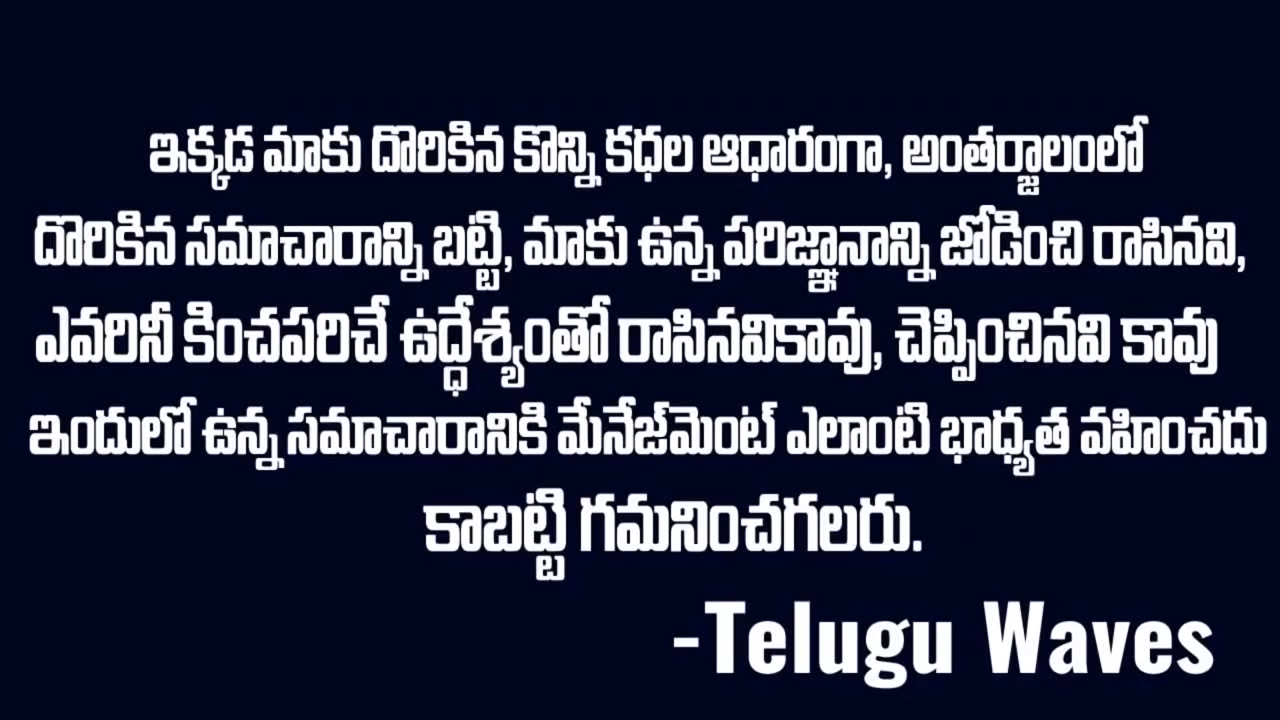 ఇక్కడ మాకు దొరికిన కొన్ని కధల ఆధారంగా, అంతర్జాలంలో
దొరికిన సమాచారాన్ని బట్టి, మాకు ఉన్న పరిజ్ఞానాన్ని జోడించి రాసినవి,
ఎవరినీ కించపరిచే ఉద్ధేశ్యంతో రాసినవికావు, చెప్పించినవి కావు
ఇందులో ఉన్న సమాచారానికి మేనేజ్‌మెంట్ ఎలాంటి భాధ్యత వహించదు
కాబట్టి గమనించగలరు.
-Telugu Waves